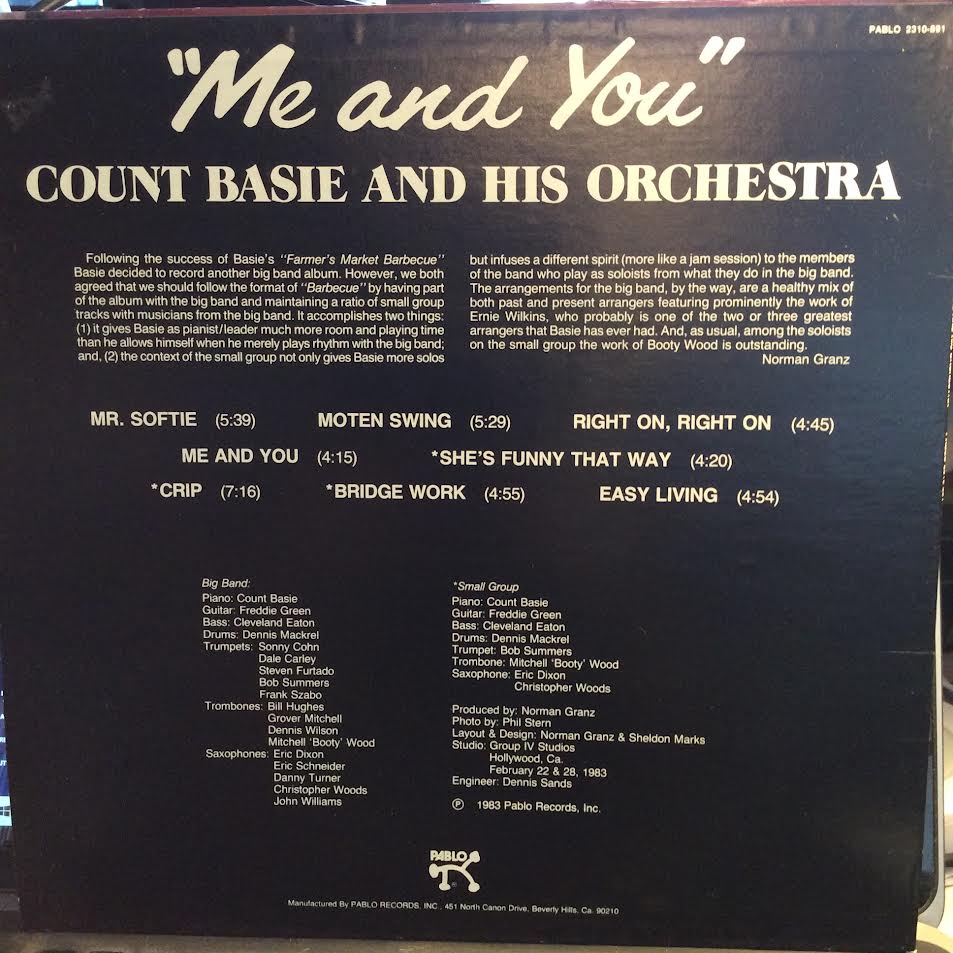 PABLO 2310-891
"Me and You"
COUNT BASIE AND HIS ORCHESTRA
Following the success of Basie's "Farmer's Market Barbecue"
Basie decided to record another big band album. However, we both
agreed that we should follow the format of "Barbecue" by having part
of the album with the big band and maintaining a ratio of small group
tracks with musicians from the big band. It accomplishes two things:
(1) it gives Basie as pianist/leader much more room and playing time
than he allows himself when he merely plays rhythm with the big band;
and, (2) the context of the small group not only gives Basie more solos
but infuses a different spirit (more like a jam session) to the members
of the band who play as soloists from what they do in the big band.
The arrangements for the big band, by the way, are a healthy mix of
both past and present arrangers featuring prominently the work of
Ernie Wilkins, who probably is one of the two or three greatest
arrangers that Basie has ever had. And, as usual, among the soloists
on the small group the work of Booty Wood is outstanding.
Norman Granz
MR. SOFTIE (5:39) MOTEN SWING (5:29) RIGHT ON, RIGHT ON (4:45)
ME AND YOU (4:15) *SHE'S FUNNY THAT WAY (4:20)
*CRIP (7:16) *BRIDGE WORK (4:55) EASY LIVING (4:54)
Big Band:
Piano: Count Basie
Guitar: Freddie Green
Bass: Cleveland Eaton
Drums: Dennis Mackrel
Trumpets: Sonny Cohn
Dale Carley
Steven Furtado
Bob Summers
Frank Szabo
Trombones: Bill Hughes
Grover Mitchell
Dennis Wilson
Mitchell 'Booty' Wood
Saxophones: Eric Dixon
Eric Schneider
Danny Turner
Christopher Woods
John Williams
*Small Group
Piano: Count Basie
Guitar: Freddie Green
Bass: Cleveland Eaton
Drums: Dennis Mackrel
Trumpet: Bob Summers
Trombone: Mitchell 'Booty' Wood
Saxophone: Eric Dixon
Christopher Woods
Produced by: Norman Granz
Photo by: Phil Stern
Layout & Design: Norman Granz & Sheldon Marks
Studio: Group IV Studios
Hollywood, Ca.
February 22 & 28, 1983
Engineer: Dennis Sands
℗ 1983 Pablo Records, Inc.
PABLO
®
Manufactured By PABLO RECORDS, INC., 451 North Canon Drive, Beverly Hills, Ca. 90210